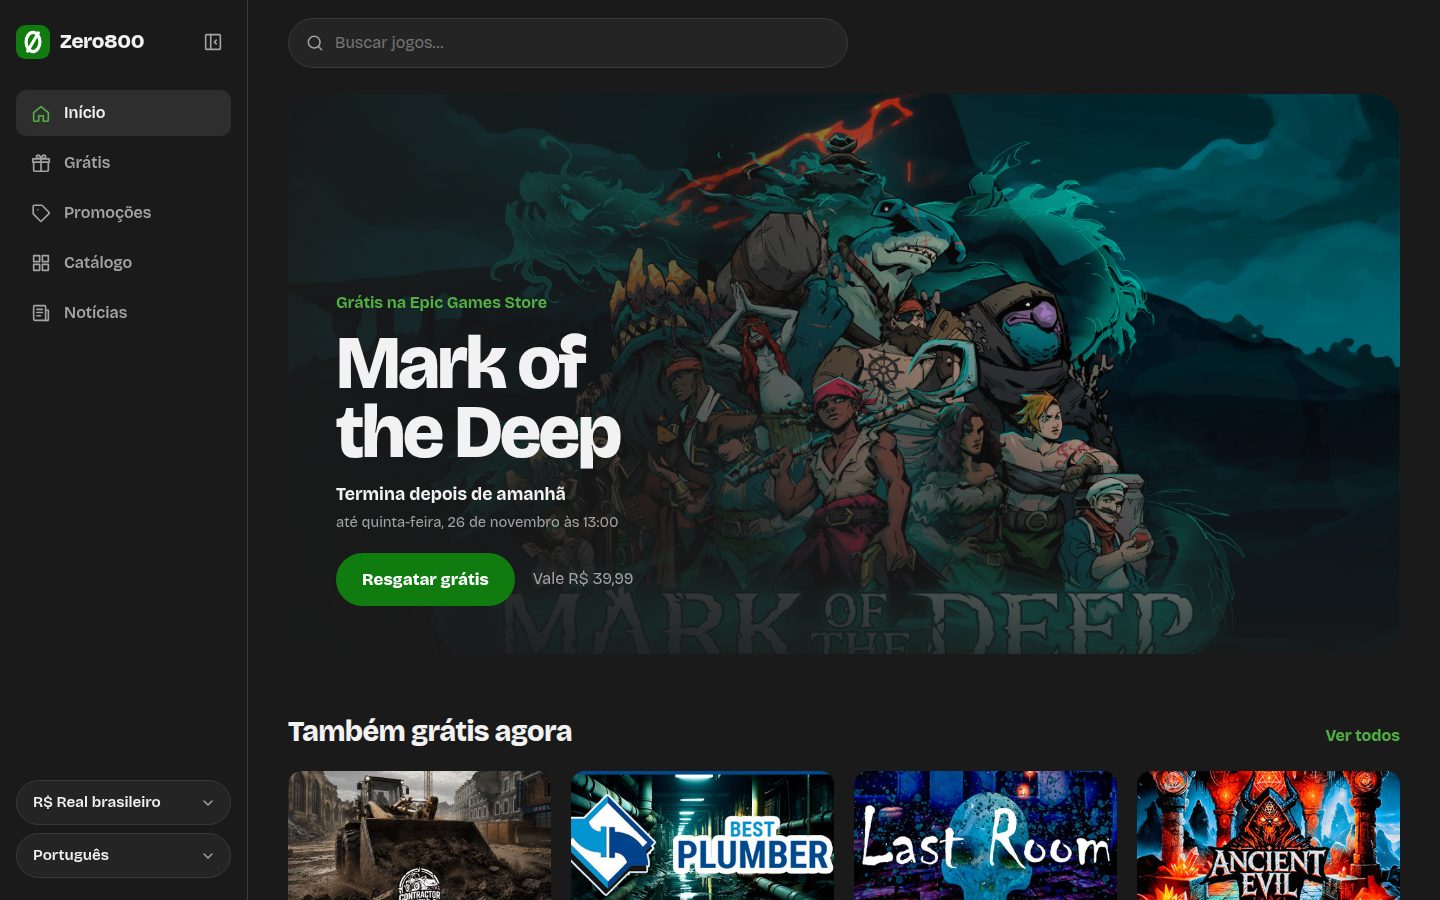 Zero800
Buscar jogos...
Início
Grátis
Promoções
Catálogo
Notícias
Grátis na Epic Games Store
Mark of
the Deep
Termina depois de amanhã
até quinta-feira, 26 de novembro às 13:00
Resgatar grátis
Vale R$ 39,99
MARK OF THE DEEP
Também grátis agora
Ver todos
CONTRACTOR
BEST
PLUMBER
Last Room
ANCIENT
EVIL
R$ Real brasileiro
Português